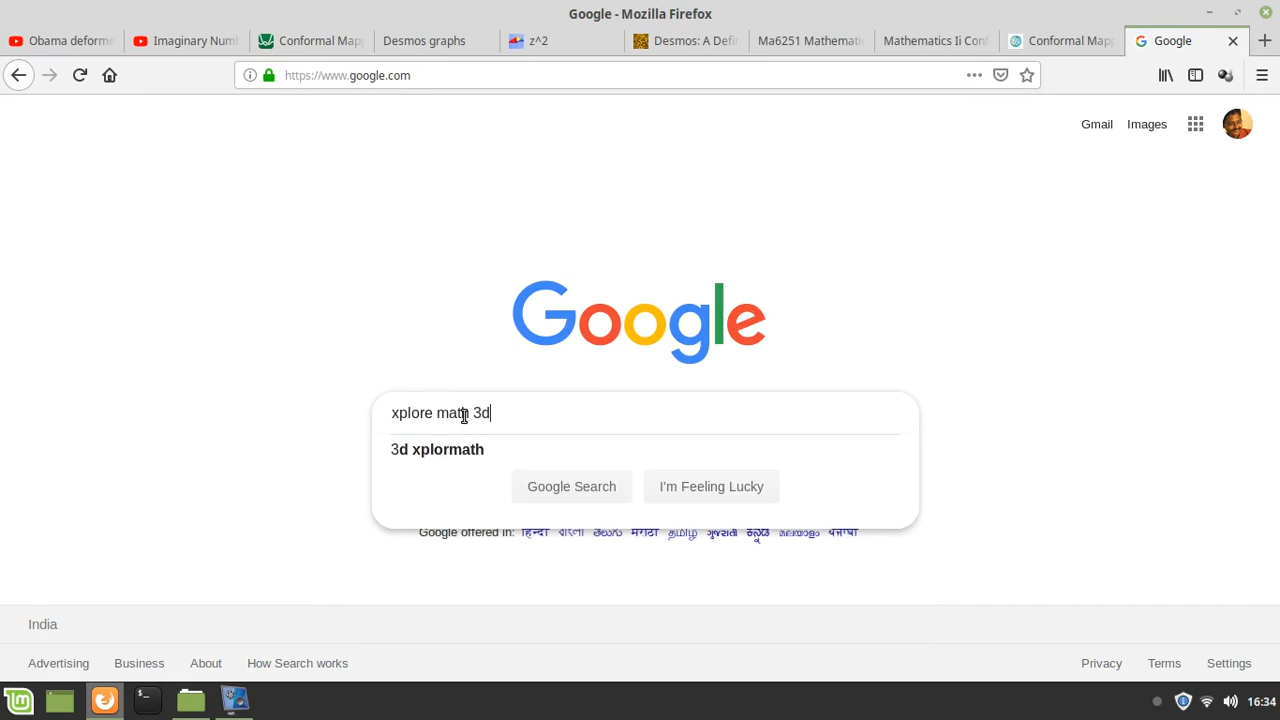 Google - Mozilla Firefox
Obama deforme
Imaginary Num
Conformal Map
Desmos graphs
z^2
Desmos: A Defi
Ma6251 Mathematic
Mathematics 1i Conf
Conformal Map
Google
https://www.google.com
Gmail Images
Google
xplore math 3d
3d xplormath
Google Search I'm Feeling Lucky
Google offered in: हिन्दी বাংলা తెలుగు मराठी தமிழ் ગુજરાતી ಕನ್ನಡ മലയാളം ਪੰਜਾਬੀ
India
Advertising Business About How Search works Privacy Terms Settings
16:34